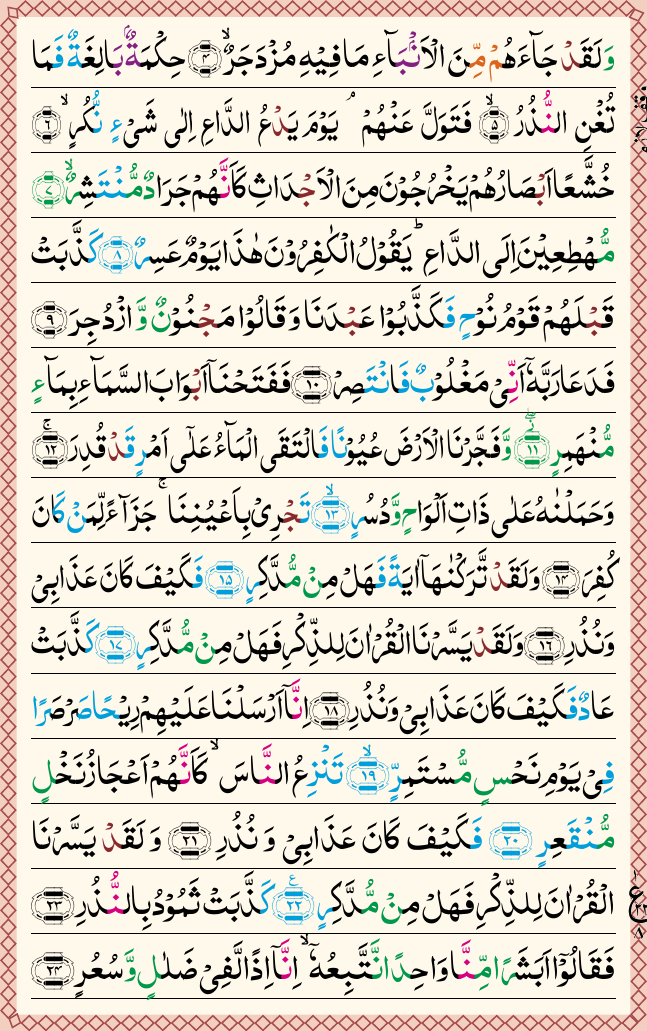 وَلَقَدْ جَآءَهُمْ مِّنَ الْاَنْۢبَآءِ مَا فِيْهِ مُزْدَجَرٌۙ ﴿۴﴾ حِكْمَةٌۢ بَالِغَةٌ فَمَا
تُغْنِ النُّذُرُۙ ﴿۵﴾ فَتَوَلَّ عَنْهُمْۘ يَوْمَ يَدْعُ الدَّاعِ اِلٰى شَىْءٍ نُّكُرٍۙ ﴿۶﴾
خُشَّعًا اَبْصَارُهُمْ يَخْرُجُوْنَ مِنَ الْاَجْدَاثِ كَاَنَّهُمْ جَرَادٌ مُّنْتَشِرٌۙ ﴿۷﴾
مُّهْطِعِيْنَ اِلَى الدَّاعِؕ يَقُوْلُ الْكٰفِرُوْنَ هٰذَا يَوْمٌ عَسِرٌ ﴿۸﴾ كَذَّبَتْ
قَبْلَهُمْ قَوْمُ نُوْحٍ فَكَذَّبُوْا عَبْدَنَا وَقَالُوْا مَجْنُوْنٌ وَّازْدُجِرَ ﴿۹﴾
فَدَعَا رَبَّهٗۤ اَنِّىْ مَغْلُوْبٌ فَانْتَصِرْ ﴿۱۰﴾ فَفَتَحْنَاۤ اَبْوَابَ السَّمَآءِ بِمَآءٍ
مُّنْهَمِرٍۖ ﴿۱۱﴾ وَّفَجَّرْنَا الْاَرْضَ عُيُوْنًا فَالْتَقَى الْمَآءُ عَلٰٓى اَمْرٍ قَدْ قُدِرَۚ ﴿۱۲﴾
وَحَمَلْنٰهُ عَلٰى ذَاتِ اَلْوَاحٍ وَّدُسُرٍۙ ﴿۱۳﴾ تَجْرِىْ بِاَعْيُنِنَاۚ جَزَآءً لِّمَنْ كَانَ
كُفِرَ ﴿۱۴﴾ وَلَقَدْ تَّرَكْنٰهَاۤ اٰيَةً فَهَلْ مِنْ مُّدَّكِرٍ ﴿۱۵﴾ فَكَيْفَ كَانَ عَذَابِىْ
وَنُذُرِ ﴿۱۶﴾ وَلَقَدْ يَسَّرْنَا الْقُرْاٰنَ لِلذِّكْرِ فَهَلْ مِنْ مُّدَّكِرٍ ﴿۱۷﴾ كَذَّبَتْ
عَادٌ فَكَيْفَ كَانَ عَذَابِىْ وَنُذُرِ ﴿۱۸﴾ اِنَّاۤ اَرْسَلْنَا عَلَيْهِمْ رِيْحًا صَرْصَرًا
فِىْ يَوْمِ نَحْسٍ مُّسْتَمِرٍّۙ ﴿۱۹﴾ تَنْزِعُ النَّاسَۙ كَاَنَّهُمْ اَعْجَازُ نَخْلٍ
مُّنْقَعِرٍ ﴿۲۰﴾ فَكَيْفَ كَانَ عَذَابِىْ وَنُذُرِ ﴿۲۱﴾ وَلَقَدْ يَسَّرْنَا
الْقُرْاٰنَ لِلذِّكْرِ فَهَلْ مِنْ مُّدَّكِرٍ ﴿۲۲﴾ كَذَّبَتْ ثَمُوْدُ بِالنُّذُرِ ﴿۲۳﴾
فَقَالُوْۤا اَبَشَرًا مِّنَّا وَاحِدًا نَّتَّبِعُهٗۤۙ اِنَّاۤ اِذًا لَّفِىْ ضَلٰلٍ وَّسُعُرٍ ﴿۲۴﴾